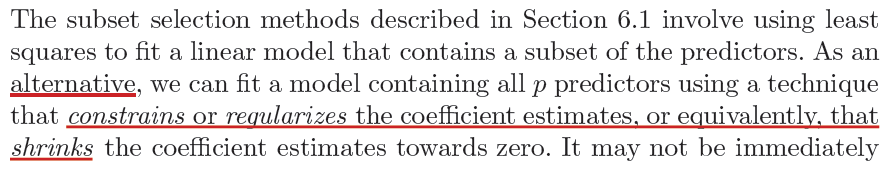 The subset selection methods described in Section 6.1 involve using least
squares to fit a linear model that contains a subset of the predictors. As an
alternative, we can fit a model containing all p predictors using a technique
that constrains or regularizes the coefficient estimates, or equivalently, that
shrinks the coefficient estimates towards zero. It may not be immediately